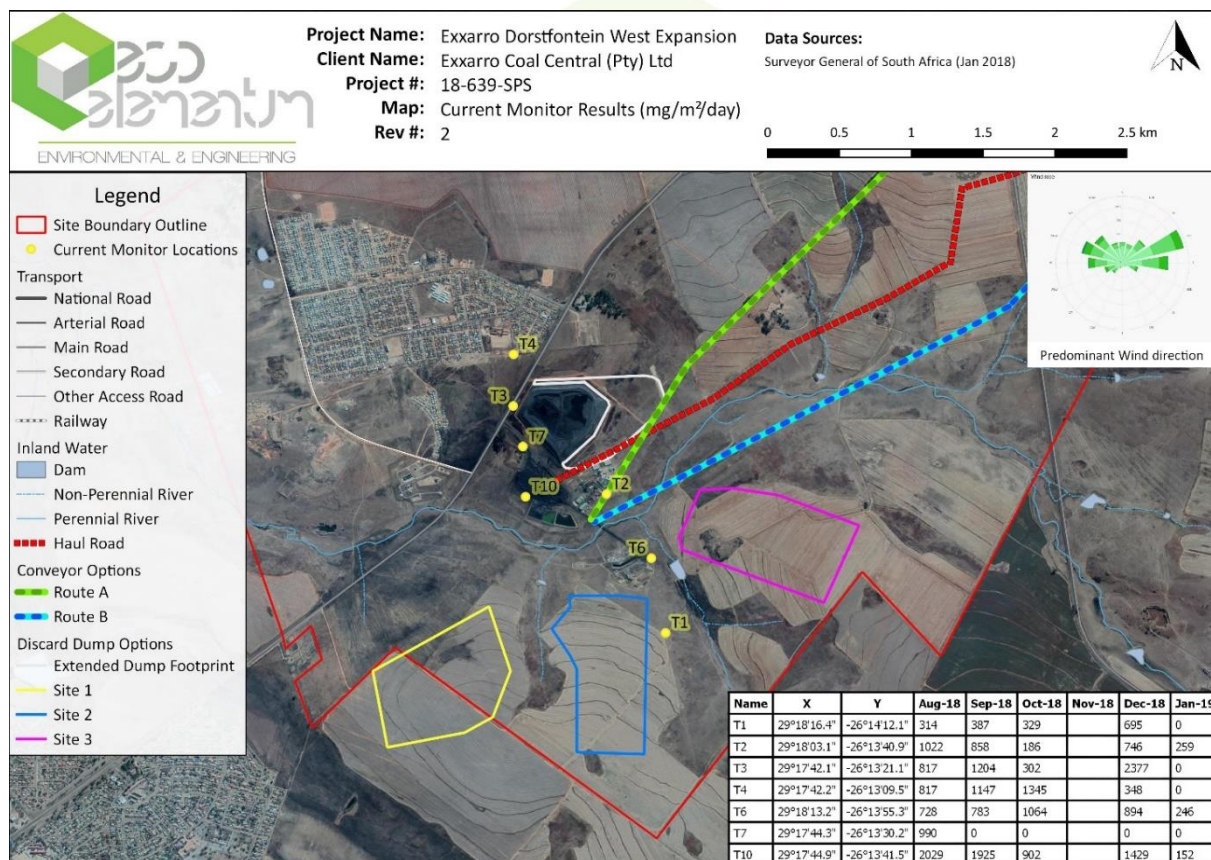 eco
elementum
ENVIRONMENTAL & ENGINEERING
Project Name: Exxarro Dorstfontein West Expansion
Client Name: Exxarro Coal Central (Pty) Ltd
Project #: 18-639-SPS
Map: Current Monitor Results (mg/m²/day)
Rev #: 2
Data Sources:
Surveyor General of South Africa (Jan 2018)
N
0 0.5 1 1.5 2 2.5 km
Legend
Site Boundary Outline
Current Monitor Locations
Transport
National Road
Arterial Road
Main Road
Secondary Road
Other Access Road
Railway
Inland Water
Dam
Non-Perennial River
Perennial River
Haul Road
Conveyor Options
Route A
Route B
Discard Dump Options
Extended Dump Footprint
Site 1
Site 2
Site 3
T4
T3
T7
T10
T2
T6
T1
Predominant Wind direction
Name X Y Aug-18 Sep-18 Oct-18 Nov-18 Dec-18 Jan-19
T1 29°18'16.4" -26°14'12.1" 314 387 329 695 0
T2 29°18'03.1" -26°13'40.9" 1022 858 186 746 259
T3 29°17'42.1" -26°13'21.1" 817 1204 302 2377 0
T4 29°17'42.2" -26°13'09.5" 817 1147 1345 348 0
T6 29°18'13.2" -26°13'55.3" 728 783 1064 894 246
T7 29°17'44.3" -26°13'30.2" 990 0 0 0 0
T10 29°17'44.9" -26°13'41.5" 2029 1925 902 1429 152